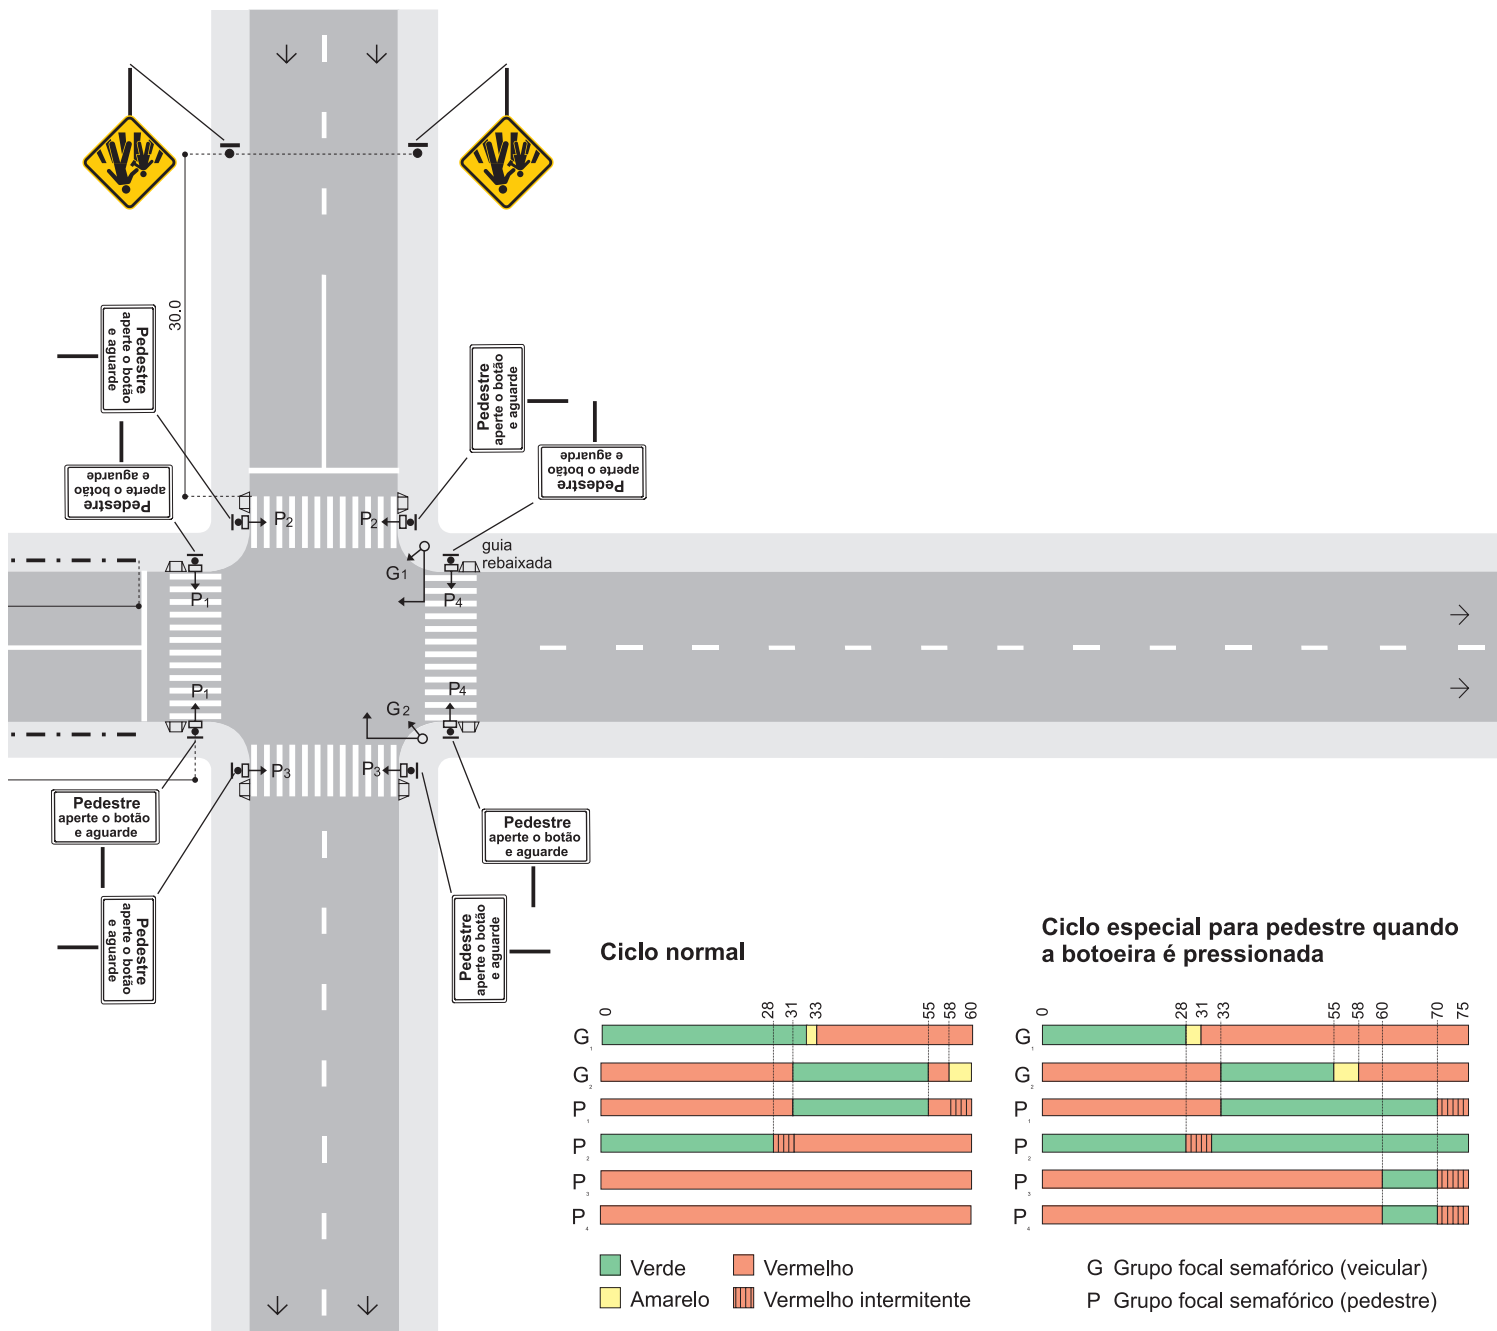 30.0
Pedestre
aperte o botão
e aguarde
Pedestre
aperte o botão
e aguarde
Pedestre
aperte o botão
e aguarde
Pedestre
aperte o botão
e aguarde
P2
P2
G1
guia
rebaixada
P1
P4
P1
P4
G2
P3
P3
Pedestre
aperte o botão
e aguarde
Pedestre
aperte o botão
e aguarde
Pedestre
aperte o botão
e aguarde
Pedestre
aperte o botão
e aguarde
Ciclo normal
0 28 31 33 55 58 60
G1
G2
P1
P2
P3
P4
Ciclo especial para pedestre quando
a botoeira é pressionada
0 28 31 33 55 58 60 70 75
G1
G2
P1
P2
P3
P4
Verde
Vermelho
Amarelo
Vermelho intermitente
G Grupo focal semafórico (veicular)
P Grupo focal semafórico (pedestre)